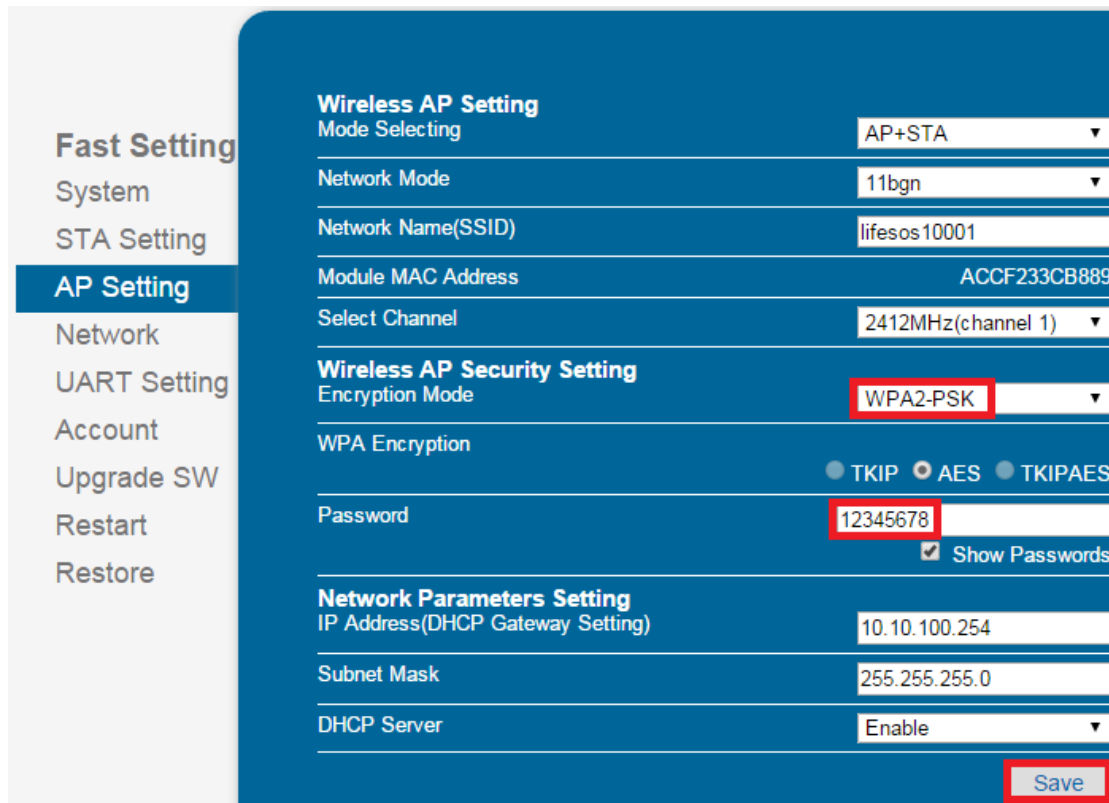 Fast Setting
System
STA Setting
AP Setting
Network
UART Setting
Account
Upgrade SW
Restart
Restore
Wireless AP Setting
Mode Selecting AP+STA
Network Mode 11bgn
Network Name(SSID) lifesos10001
Module MAC Address ACCF233CB889
Select Channel 2412MHz(channel 1)
Wireless AP Security Setting
Encryption Mode WPA2-PSK
WPA Encryption
TKIP AES TKIPAES
Password 12345678
Show Passwords
Network Parameters Setting
IP Address(DHCP Gateway Setting) 10.10.100.254
Subnet Mask 255.255.255.0
DHCP Server Enable
Save